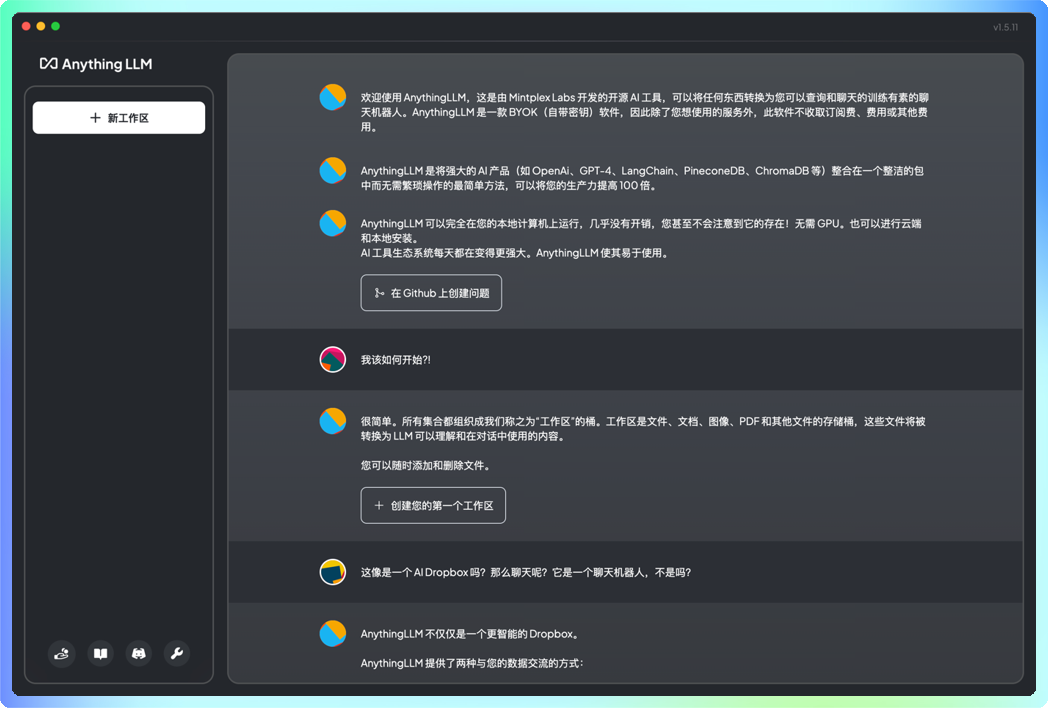 v1.5.11
Anything LLM
新工作区
欢迎使用 AnythingLLM，这是由 Mintplex Labs 开发的开源 AI 工具，可以将任何东西转换为您可以查询和聊天的训练有素的聊
天机器人。AnythingLLM 是一款 BYOK（自带密钥）软件，因此除了您想使用的服务外，此软件不收取订阅费、费用或其他费
用。
AnythingLLM 是将强大的 AI 产品（如 OpenAi、GPT-4、LangChain、PineconeDB、ChromaDB 等）整合在一个整洁的包
中而无需繁琐操作的最简单方法，可以将您的生产力提高 100 倍。
AnythingLLM 可以完全在您的本地计算机上运行，几乎没有开销，您甚至不会注意到它的存在！无需 GPU。也可以进行云端
和本地安装。
AI 工具生态系统每天都在变得更强大。AnythingLLM 使其易于使用。
在 Github 上创建问题
我该如何开始?!
很简单。所有集合都组织成我们称之为“工作区”的桶。工作区是文件、文档、图像、PDF 和其他文件的存储桶，这些文件将被
转换为 LLM 可以理解和在对话中使用的内容。
您可以随时添加和删除文件。
创建您的第一个工作区
这像是一个 AI Dropbox 吗？那么聊天呢？它是一个聊天机器人，不是吗？
AnythingLLM 不仅仅是一个更智能的 Dropbox。
AnythingLLM 提供了两种与您的数据交流的方式：